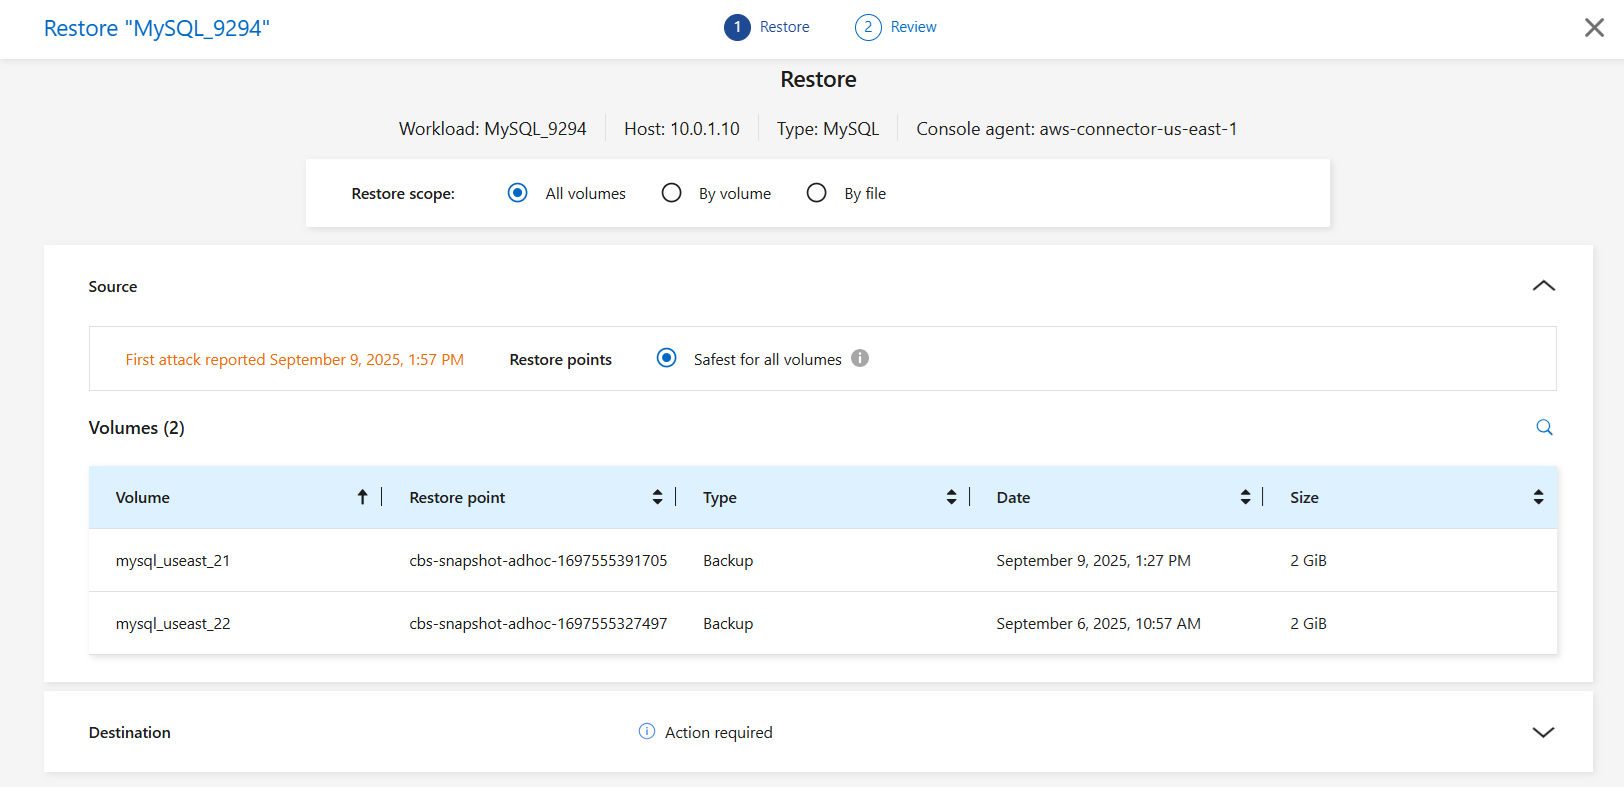 Restore "MySQL_9294"
1 Restore
2 Review
Restore
Workload: MySQL_9294 Host: 10.0.1.10 Type: MySQL Console agent: aws-connector-us-east-1
Restore scope: All volumes By volume By file
Source
First attack reported September 9, 2025, 1:57 PM Restore points Safest for all volumes i
Volumes (2)
Volume Restore point Type Date Size
mysql_useast_21 cbs-snapshot-adhoc-1697555391705 Backup September 9, 2025, 1:27 PM 2 GiB
mysql_useast_22 cbs-snapshot-adhoc-1697555327497 Backup September 6, 2025, 10:57 AM 2 GiB
Destination i Action required